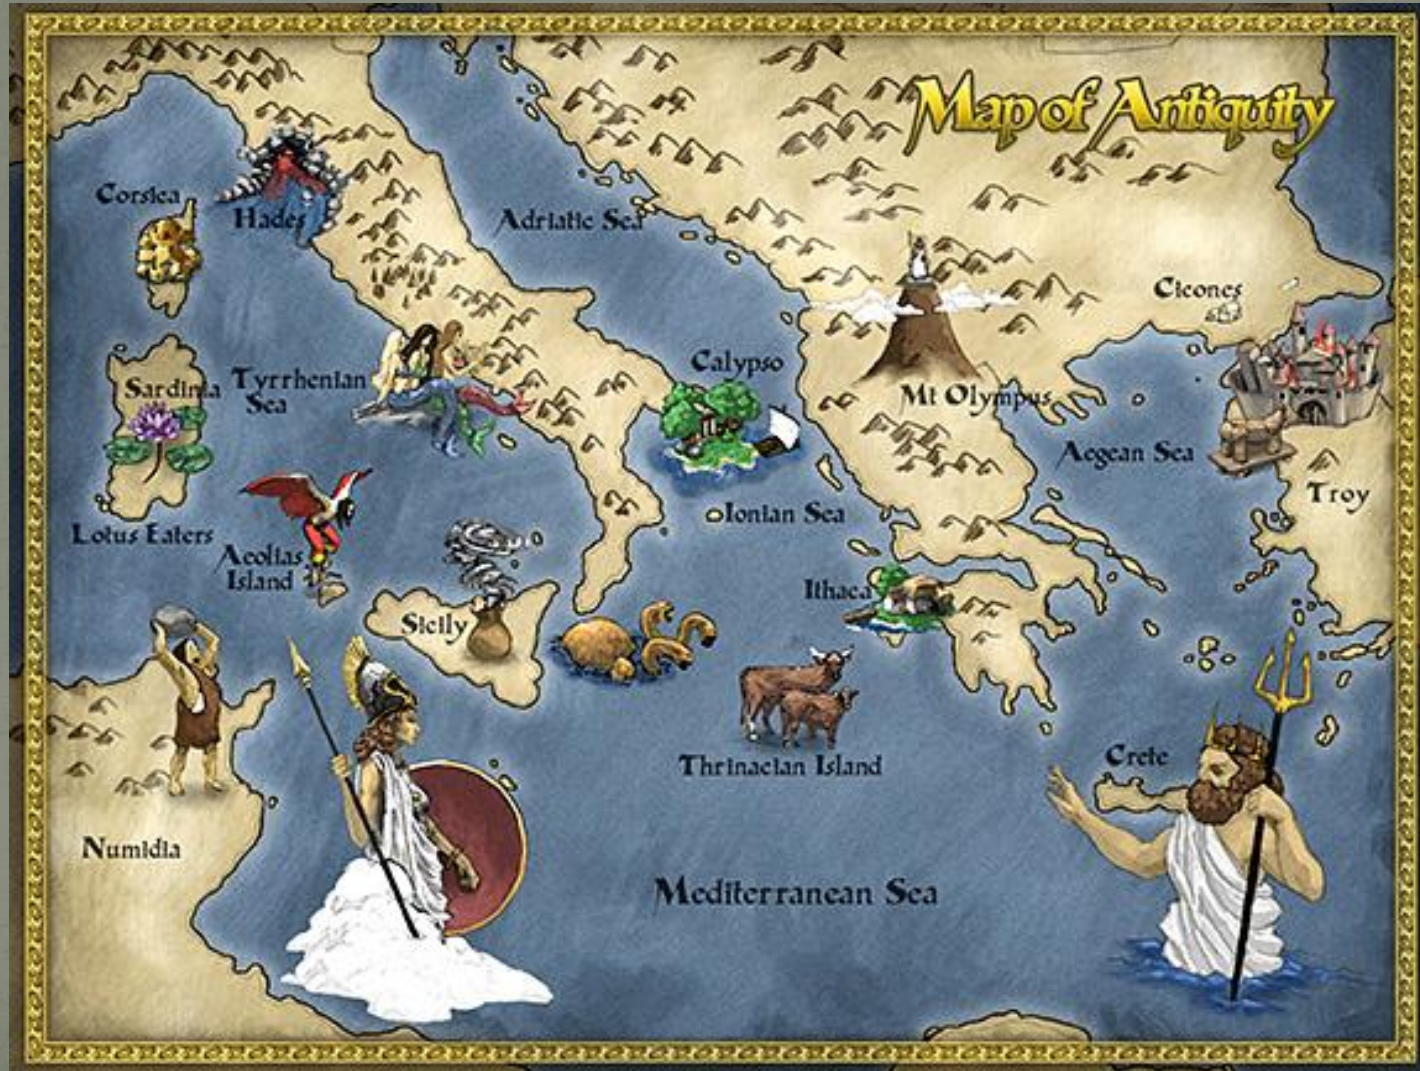 Map of Antiquity
Corsica
Hades
Adriatic Sea
Cicones
Calypso
Sardinia
Tyrrhenian
Sea
Mt Olympus
Aegean Sea
Troy
Ionian Sea
Lotus Eaters
Aeolias
Island
Ithaca
Sicily
Thrinacian Island
Crete
Numidia
Mediterranean Sea